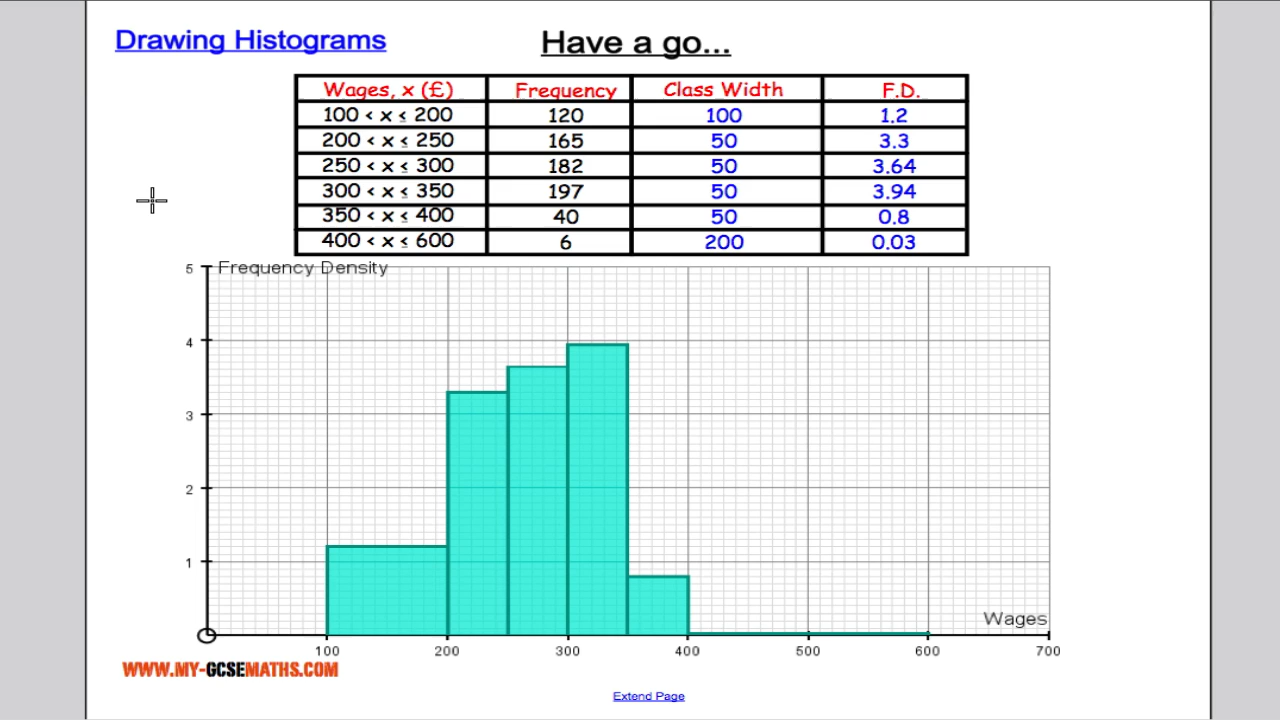 Drawing Histograms
Have a go...
Wages, x (£) Frequency Class Width F.D.
100 < x ≤ 200 120 100 1.2
200 < x ≤ 250 165 50 3.3
250 < x ≤ 300 182 50 3.64
300 < x ≤ 350 197 50 3.94
350 < x ≤ 400 40 50 0.8
400 < x ≤ 600 6 200 0.03
5 Frequency Density
4
3
2
1
Wages
0
100 200 300 400 500 600 700
WWW.MY-GCSEMATHS.COM
Extend Page